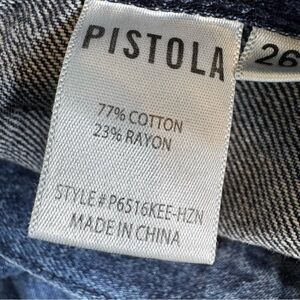 PISTOLA
26
77% COTTON
23% RAYON
STYLE# P6516KEE-HZN
MADE IN CHINA